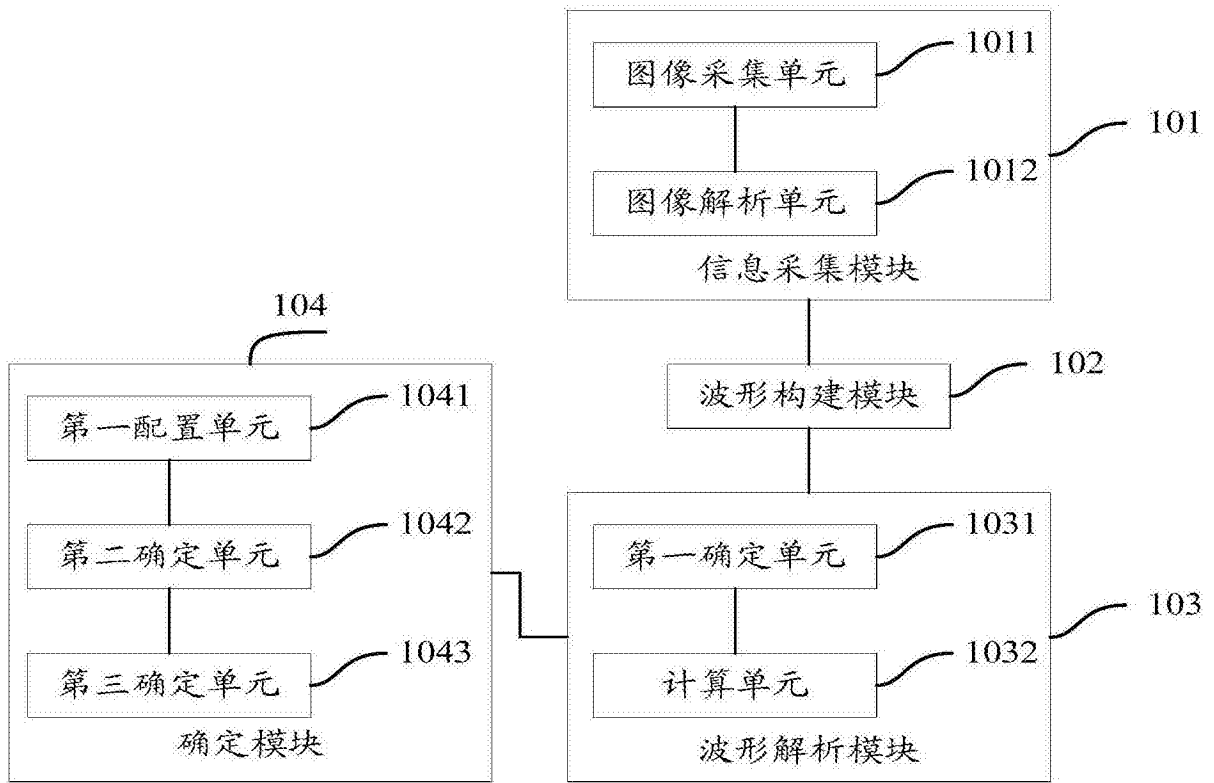 图像采集单元
1011
图像解析单元
1012
信息采集模块
101
波形构建模块
102
104
第一配置单元
1041
第二确定单元
1042
第三确定单元
1043
确定模块
第一确定单元
1031
计算单元
1032
波形解析模块
103